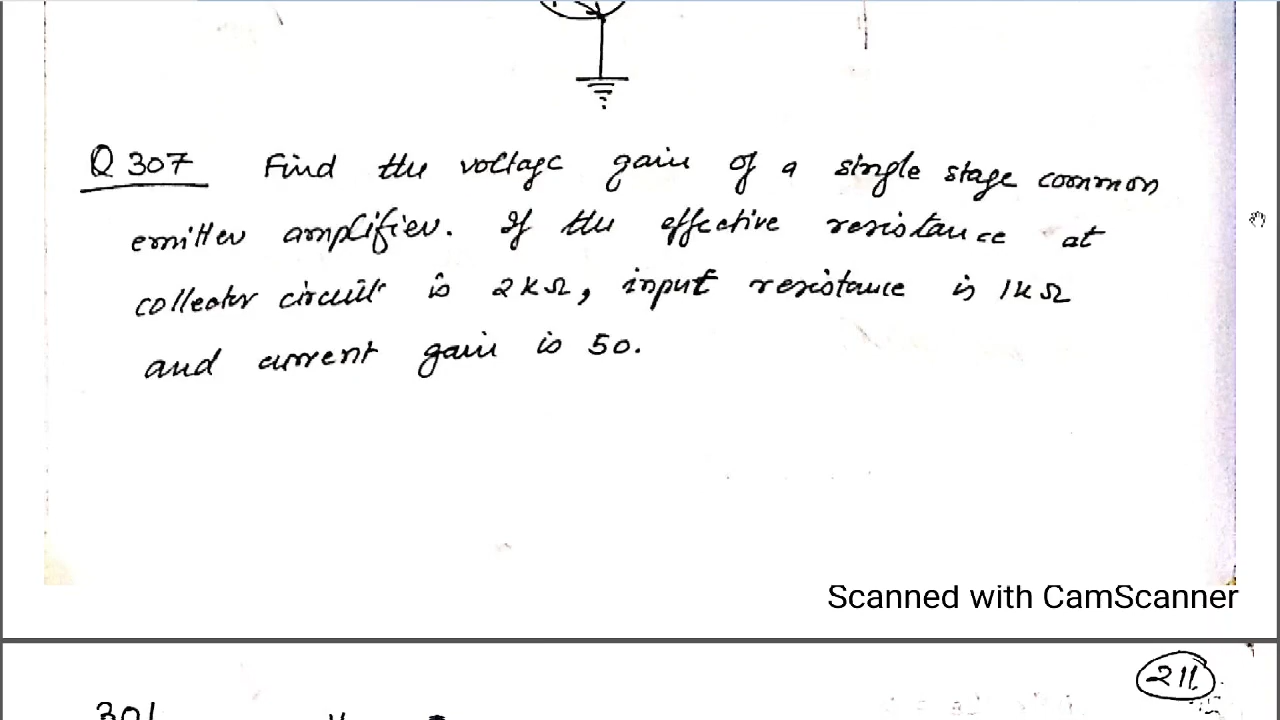 Q 307 Find the voltage gain of a single stage common
emitter amplifier. If the effective resistance at
collector circuit is 2kΩ, input resistance is 1kΩ
and current gain is 50.
Scanned with CamScanner
211
301